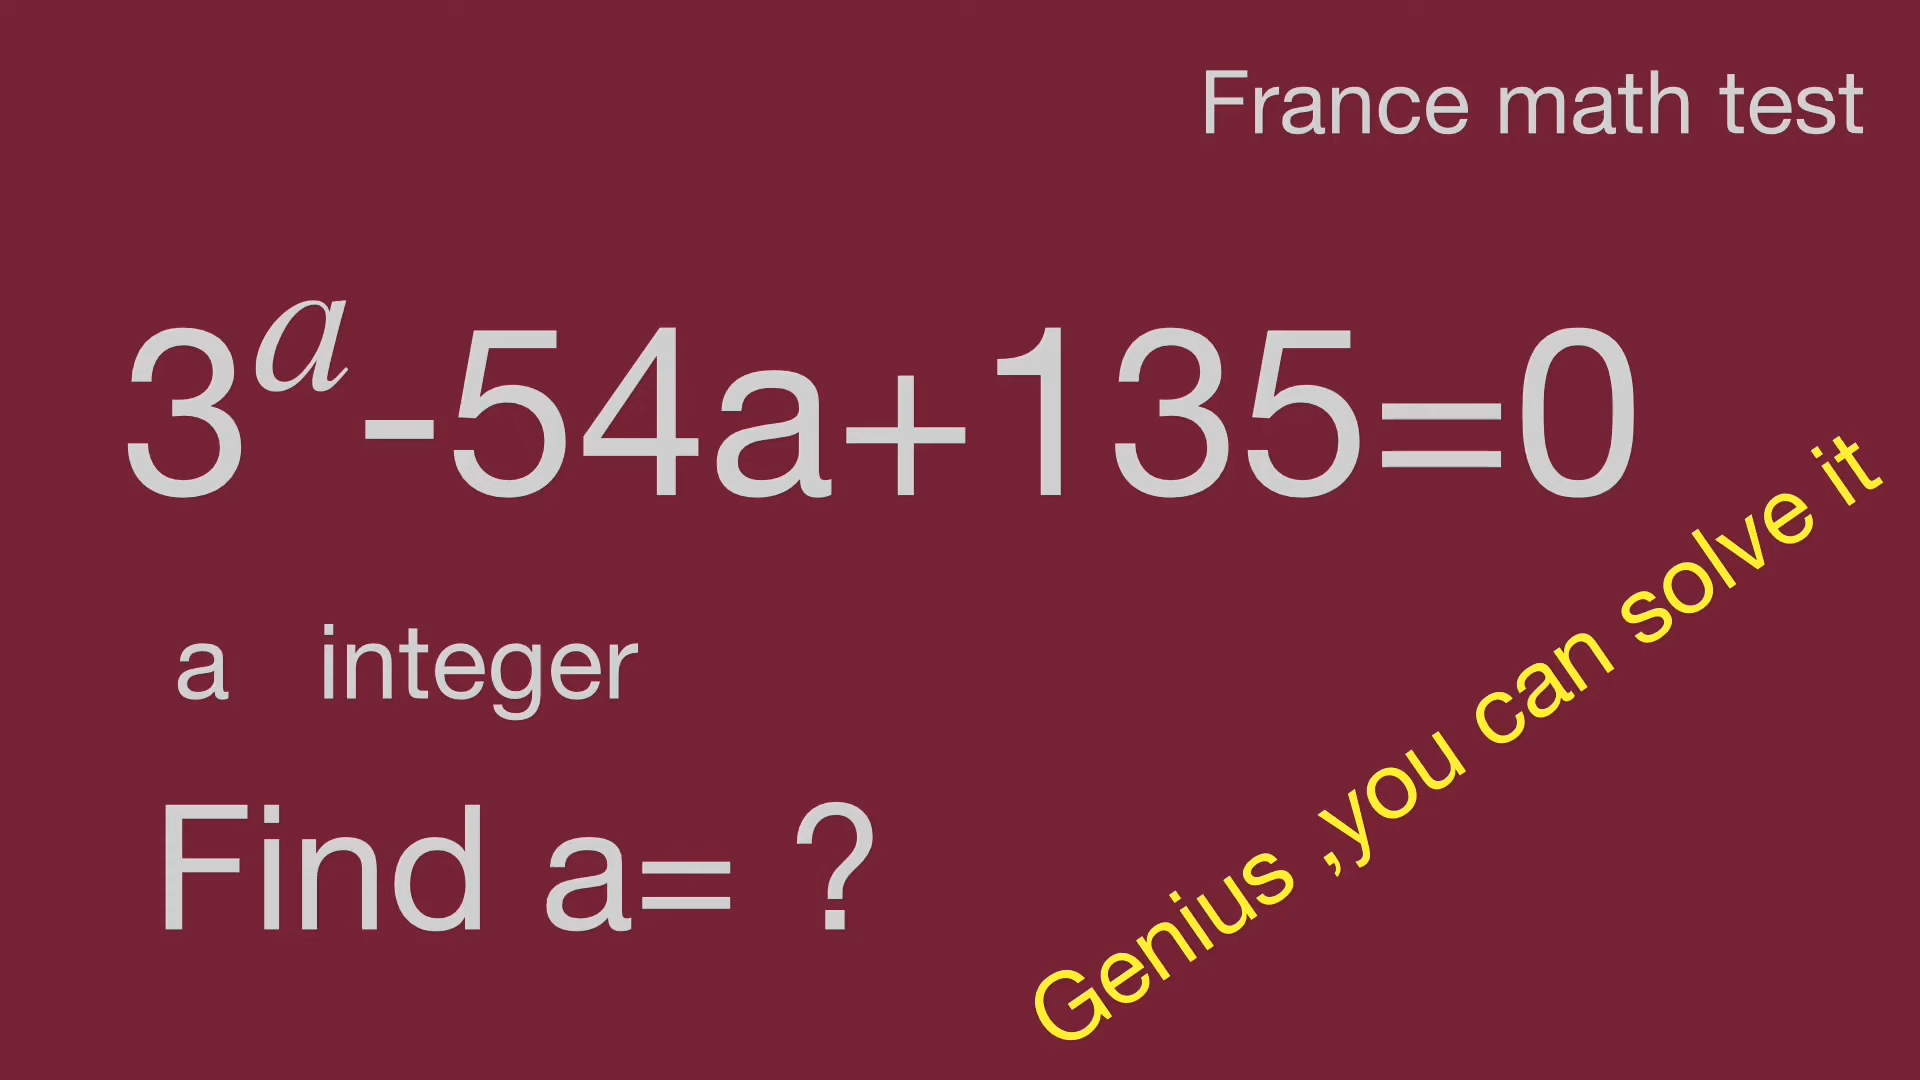 France math test
3^a-54a+135=0
a integer
Find a= ?
Genius ,you can solve it